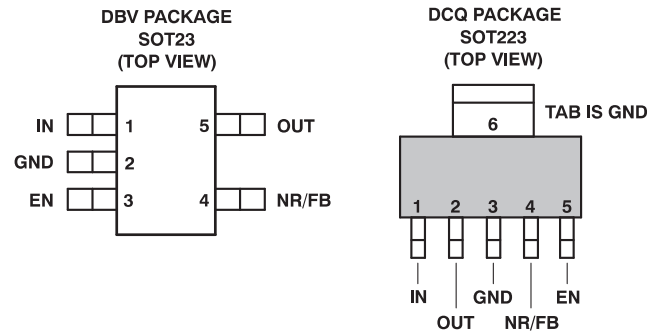 DBV PACKAGE
SOT23
(TOP VIEW)
IN 1 5 OUT
GND 2
EN 3 4 NR/FB
DCQ PACKAGE
SOT223
(TOP VIEW)
6 TAB IS GND
1 2 3 4 5
IN GND EN
OUT NR/FB